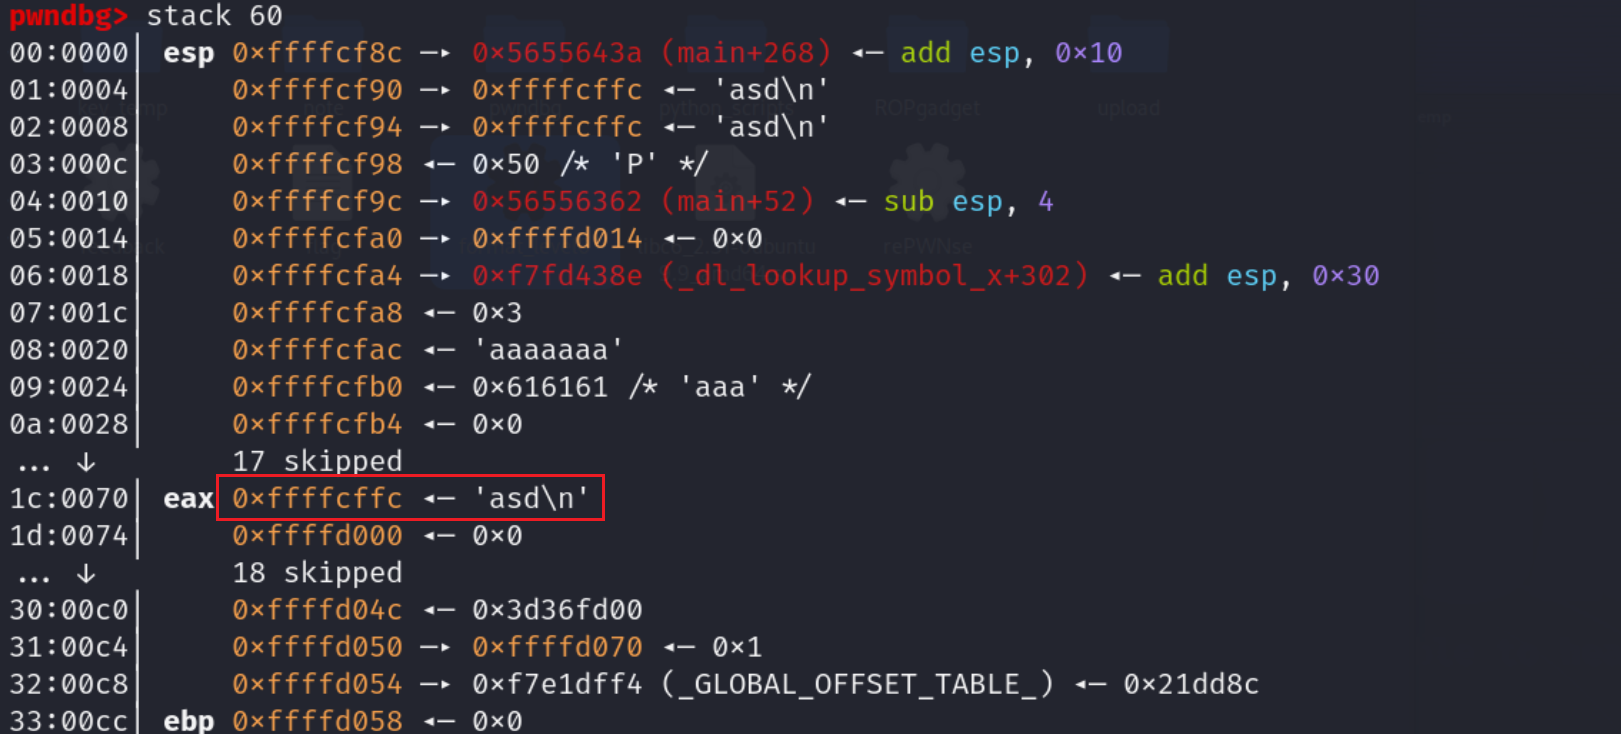 pwndbg> stack 60
00:0000│ esp 0xffffcf8c —▸ 0x5655643a (main+268) ◂— add esp, 0x10
01:0004│ 0xffffcf90 —▸ 0xffffcffc ◂— 'asd\n'
02:0008│ 0xffffcf94 —▸ 0xffffcffc ◂— 'asd\n'
03:000c│ 0xffffcf98 ◂— 0x50 /* 'P' */
04:0010│ 0xffffcf9c —▸ 0x56556362 (main+52) ◂— sub esp, 4
05:0014│ 0xffffcfa0 —▸ 0xffffd014 ◂— 0x0
06:0018│ 0xffffcfa4 —▸ 0xf7fd438e (_dl_lookup_symbol_x+302) ◂— add esp, 0x30
07:001c│ 0xffffcfa8 ◂— 0x3
08:0020│ 0xffffcfac ◂— 'aaaaaaa'
09:0024│ 0xffffcfb0 ◂— 0x616161 /* 'aaa' */
0a:0028│ 0xffffcfb4 ◂— 0x0
... ↓ 17 skipped
1c:0070│ eax 0xffffcffc ◂— 'asd\n'
1d:0074│ 0xffffd000 ◂— 0x0
... ↓ 18 skipped
30:00c0│ 0xffffd04c ◂— 0x3d36fd00
31:00c4│ 0xffffd050 —▸ 0xffffd070 ◂— 0x1
32:00c8│ 0xffffd054 —▸ 0xf7e1dff4 (_GLOBAL_OFFSET_TABLE_) ◂— 0x21dd8c
33:00cc│ ebp 0xffffd058 ◂— 0x0
ROPgadget
upload
rePWNse